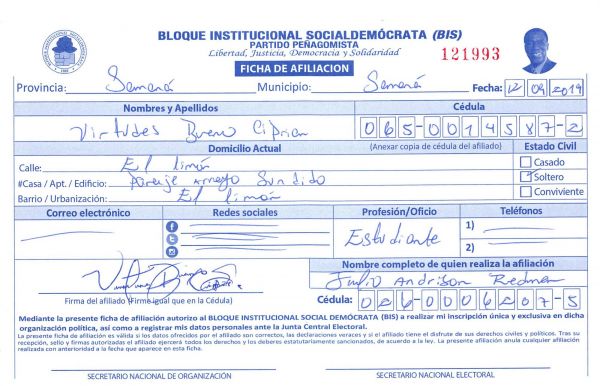 BLOQUE INSTITUCIONAL SOCIALDEMÓCRATA (BIS)
PARTIDO PEÑAGOMISTA
Libertad, Justicia, Democracia y Solidaridad
121993
FICHA DE AFILIACION
Provincia: Samaná Municipio: Samaná Fecha: 12 09 2019
Nombres y Apellidos Cédula
Virtudes Bueno Ciprian 065-0014587-2
Domicilio Actual (Anexar copia de cédula del afiliado) Estado Civil
Calle: El limón Casado
#Casa / Apt. / Edificio: Paraje Arroyo Surdido Soltero
Barrio / Urbanización: El limón Conviviente
Correo electrónico Redes sociales Profesión/Oficio Teléfonos
Estudiante 1)
2)
Nombre completo de quien realiza la afiliación
Julio Andrison Redman
Firma del afiliado (Firme igual que en la Cédula) Cédula: 066-0006207-5
Mediante la presente ficha de afiliación autorizo al BLOQUE INSTITUCIONAL SOCIAL DEMÓCRATA (BIS) a realizar mi inscripción única y exclusiva en dicha
organización política, así como a registrar mis datos personales ante la Junta Central Electoral.
La presente ficha de afiliación es válida si los datos ofrecidos por el afiliado son correctos, las declaraciones veraces y si el afiliado tiene el disfrute de sus derechos civiles y políticos. Tras su
recepción, sello y firmas autorizadas el afiliado ejercerá todos los derechos y los deberes estatutariamente sancionados, de acuerdo a la ley. La presente afiliación anula cualquier afiliación
realizada con anterioridad a la fecha que aparece en esta ficha.
SECRETARIO NACIONAL DE ORGANIZACIÓN SECRETARIO NACIONAL ELECTORAL